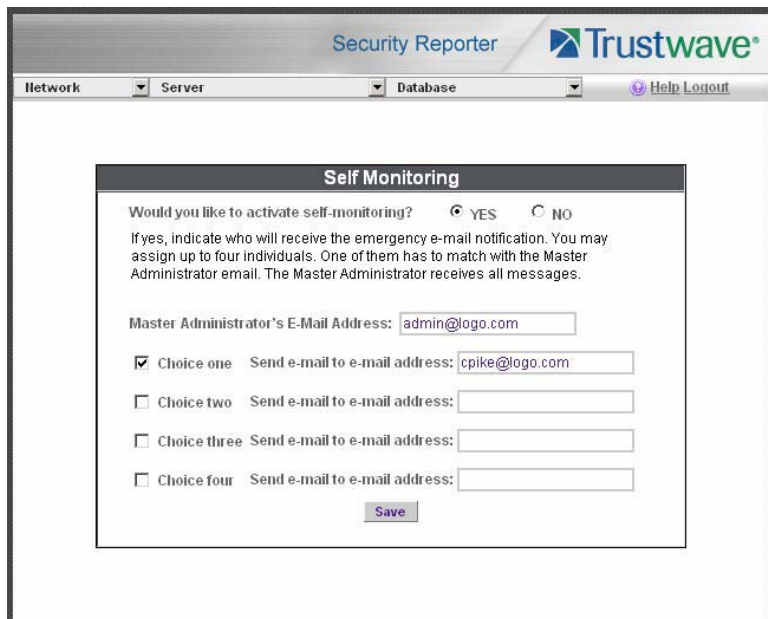 Security Reporter Trustwave®
Network Server Database Help Logout
Self Monitoring
Would you like to activate self-monitoring? YES NO
If yes, indicate who will receive the emergency e-mail notification. You may
assign up to four individuals. One of them has to match with the Master
Administrator email. The Master Administrator receives all messages.
Master Administrator's E-Mail Address: admin@logo.com
Choice one Send e-mail to e-mail address: cpike@logo.com
Choice two Send e-mail to e-mail address:
Choice three Send e-mail to e-mail address:
Choice four Send e-mail to e-mail address:
Save